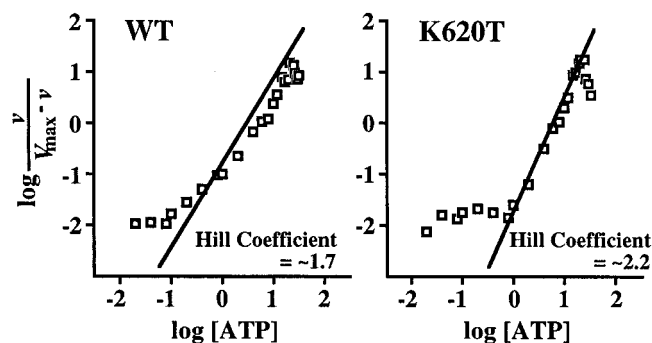 WT
K620T
log v / Vmax - v
2
1
0
-1
-2
2
1
0
-1
-2
Hill Coefficient
= ~1.7
Hill Coefficient
= ~2.2
-2 -1 0 1 2
-2 -1 0 1 2
log [ATP]
log [ATP]